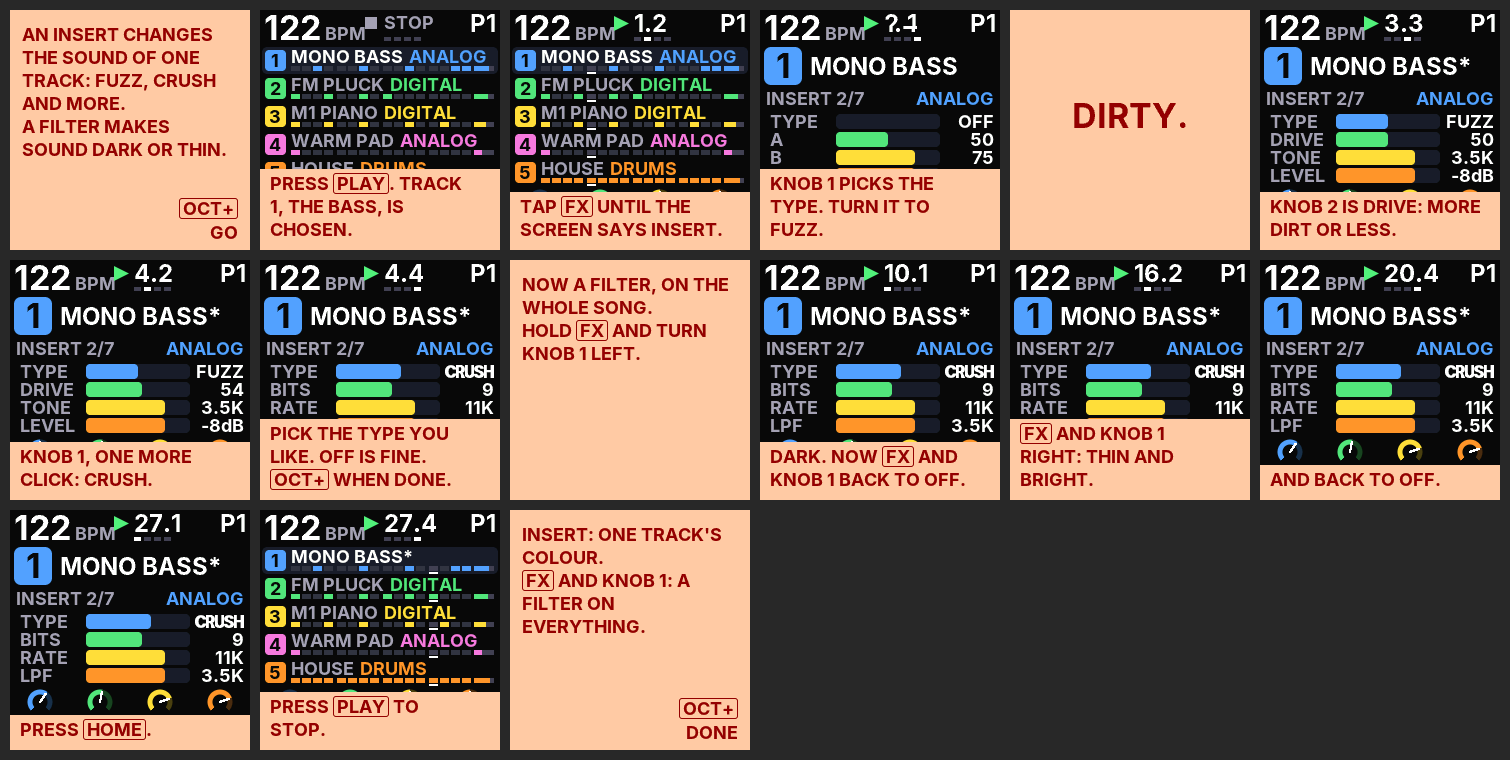 AN INSERT CHANGES
THE SOUND OF ONE
TRACK: FUZZ, CRUSH
AND MORE.
A FILTER MAKES
SOUND DARK OR THIN.
OCT+
GO
122 BPM STOP P1
1 MONO BASS ANALOG
2 FM PLUCK DIGITAL
3 M1 PIANO DIGITAL
4 WARM PAD ANALOG
5 HOUSE DRUMS
PRESS PLAY. TRACK
1, THE BASS, IS
CHOSEN.
122 BPM 1.2 P1
1 MONO BASS ANALOG
2 FM PLUCK DIGITAL
3 M1 PIANO DIGITAL
4 WARM PAD ANALOG
5 HOUSE DRUMS
TAP FX UNTIL THE
SCREEN SAYS INSERT.
122 BPM P1
1 MONO BASS
INSERT 2/7 ANALOG
TYPE OFF
A 50
B 75
KNOB 1 PICKS THE
TYPE. TURN IT TO
FUZZ.
DIRTY.
122 BPM 3.3 P1
1 MONO BASS*
INSERT 2/7 ANALOG
TYPE FUZZ
DRIVE 50
TONE 3.5K
LEVEL -8dB
KNOB 2 IS DRIVE: MORE
DIRT OR LESS.
122 BPM 4.2 P1
1 MONO BASS*
INSERT 2/7 ANALOG
TYPE FUZZ
DRIVE 54
TONE 3.5K
LEVEL -8dB
KNOB 1, ONE MORE
CLICK: CRUSH.
122 BPM 4.4 P1
1 MONO BASS*
INSERT 2/7 ANALOG
TYPE CRUSH
BITS 9
RATE 11K
PICK THE TYPE YOU
LIKE. OFF IS FINE.
OCT+ WHEN DONE.
NOW A FILTER, ON THE
WHOLE SONG.
HOLD FX AND TURN
KNOB 1 LEFT.
122 BPM 10.1 P1
1 MONO BASS*
INSERT 2/7 ANALOG
TYPE CRUSH
BITS 9
RATE 11K
LPF 3.5K
DARK. NOW FX AND
KNOB 1 BACK TO OFF.
122 BPM 16.2 P1
1 MONO BASS*
INSERT 2/7 ANALOG
TYPE CRUSH
BITS 9
RATE 11K
FX AND KNOB 1
RIGHT: THIN AND
BRIGHT.
122 BPM 20.4 P1
1 MONO BASS*
INSERT 2/7 ANALOG
TYPE CRUSH
BITS 9
RATE 11K
LPF 3.5K
AND BACK TO OFF.
122 BPM 27.1 P1
1 MONO BASS*
INSERT 2/7 ANALOG
TYPE CRUSH
BITS 9
RATE 11K
LPF 3.5K
PRESS HOME.
122 BPM 27.4 P1
1 MONO BASS*
2 FM PLUCK DIGITAL
3 M1 PIANO DIGITAL
4 WARM PAD ANALOG
5 HOUSE DRUMS
PRESS PLAY TO
STOP.
INSERT: ONE TRACK'S
COLOUR.
FX AND KNOB 1: A
FILTER ON
EVERYTHING.
OCT+
DONE